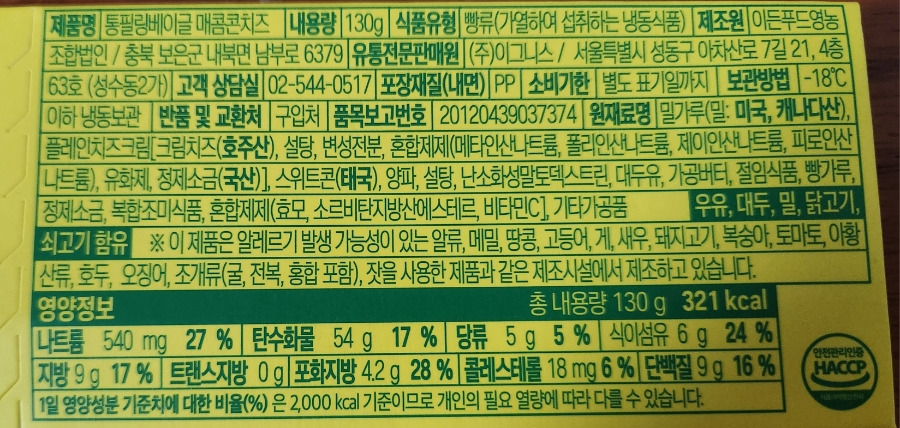 제품명 통필링베이글 매콤콘치즈 내용량 130g 식품유형 빵류(가열하여 섭취하는 냉동식품) 제조원 이든푸드영농
조합법인 / 충북 보은군 내북면 남부로 6379 유통전문판매원 (주)이그니스 / 서울특별시 성동구 아차산로 7길 21, 4층
63호 (성수동2가) 고객 상담실 02-544-0517 포장재질(내면) PP 소비기한 별도 표기일까지 보관방법 -18℃
이하 냉동보관 반품 및 교환처 구입처 품목보고번호 20120439037374 원재료명 밀가루(밀: 미국, 캐나다산),
플레인치즈크림[크림치즈(호주산), 설탕, 변성전분, 혼합제제(메타인산나트륨, 폴리인산나트륨, 제이인산나트륨, 피로인산
나트륨), 유화제, 정제소금(국산)], 스위트콘(태국), 양파, 설탕, 난소화성말토덱스트린, 대두유, 가공버터, 절임식품, 빵가루,
정제소금, 복합조미식품, 혼합제제(효모, 소르비탄지방산에스테르, 비타민C], 기타가공품 우유, 대두, 밀, 닭고기,
쇠고기 함유 ※ 이 제품은 알레르기 발생 가능성이 있는 알류, 메밀, 땅콩, 고등어, 게, 새우, 돼지고기, 복숭아, 토마토, 아황
산류, 호두, 오징어, 조개류(굴, 전복, 홍합 포함), 잣을 사용한 제품과 같은 제조시설에서 제조하고 있습니다.
영양정보 총 내용량 130 g 321 kcal
나트륨 540 mg 27 % 탄수화물 54 g 17 % 당류 5 g 5 % 식이섬유 6 g 24 %
지방 9 g 17 % 트랜스지방 0 g 포화지방 4.2 g 28 % 콜레스테롤 18 mg 6 % 단백질 9 g 16 %
1일 영양성분 기준치에 대한 비율(%) 은 2,000 kcal 기준이므로 개인의 필요 열량에 따라 다를 수 있습니다.
안전관리인증
HACCP